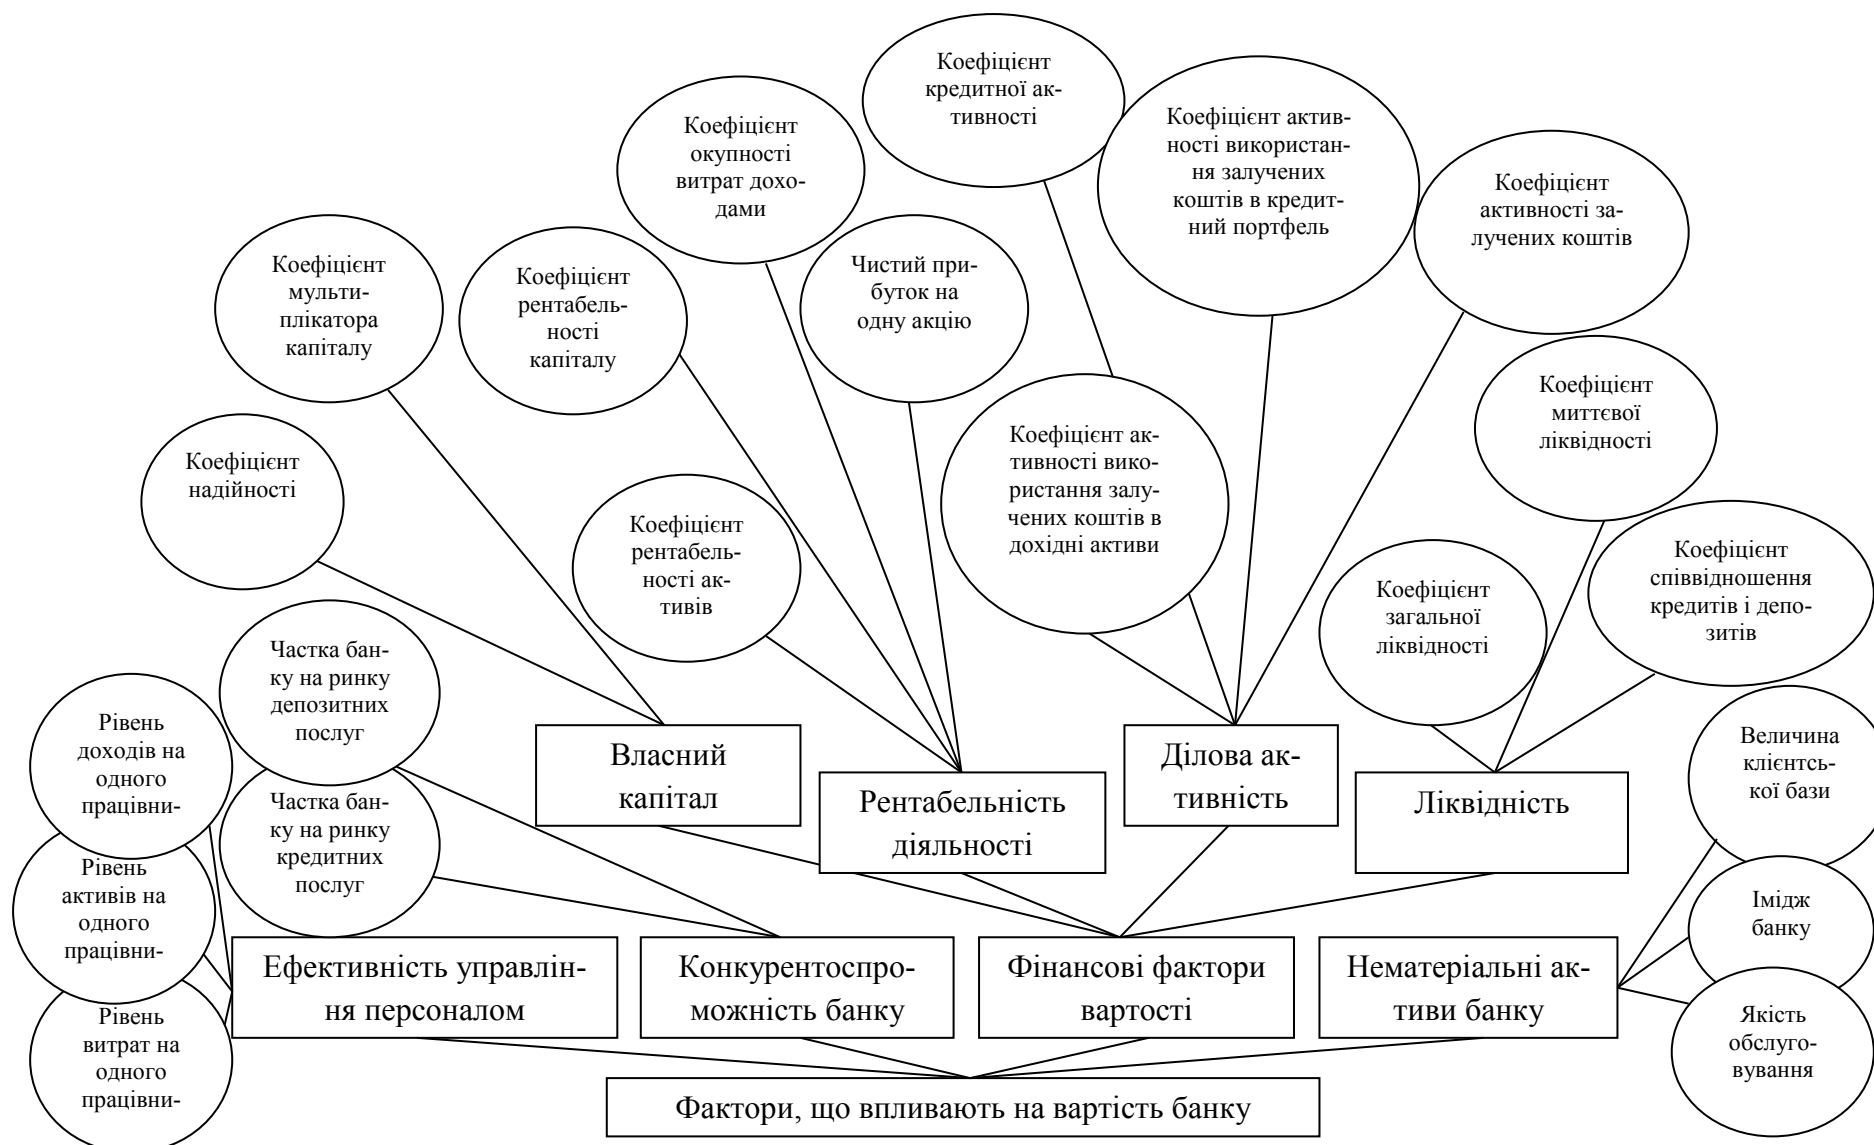 Коефіцієнт
кредитної ак-
тивності
Коефіцієнт
окупності
витрат дохо-
дами
Коефіцієнт актив-
ності використан-
ня залучених
коштів в кредит-
ний портфель
Коефіцієнт
активності за-
лучених коштів
Коефіцієнт
мульти-
плікатора
капіталу
Коефіцієнт
рентабель-
ності
капіталу
Чистий при-
буток на
одну акцію
Коефіцієнт
миттєвої
ліквідності
Коефіцієнт
надійності
Коефіцієнт ак-
тивності вико-
ристання залу-
чених коштів в
дохідні активи
Коефіцієнт
рентабель-
ності ак-
тивів
Коефіцієнт
загальної
ліквідності
Коефіцієнт
співвідношення
кредитів і депо-
зитів
Частка бан-
ку на ринку
депозитних
послуг
Рівень
доходів на
одного
працівни-
Частка бан-
ку на ринку
кредитних
послуг
Рівень
активів на
одного
працівни-
Рівень
витрат на
одного
працівни-
Власний
капітал
Рентабельність
діяльності
Ділова ак-
тивність
Ліквідність
Величина
клієнтсь-
кої бази
Імідж
банку
Якість
обслуго-
вування
Ефективність управлін-
ня персоналом
Конкурентоспро-
можність банку
Фінансові фактори
вартості
Нематеріальні ак-
тиви банку
Фактори, що впливають на вартість банку